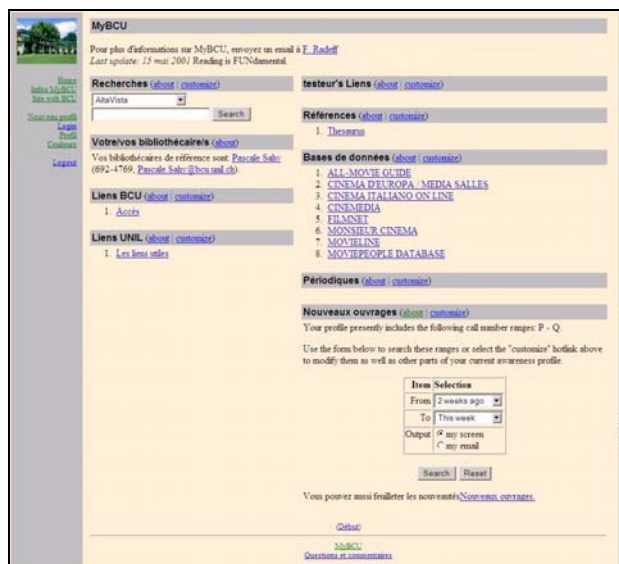 MyBCU
Pour plus d'informations sur MyBCU, envoyez un email à F. Radeff
Last update: 15 mai 2001 Reading is FUNdamental.
Home
Infos MyBCU
Site web BCU
Nouveau profil
Login
Profil
Couleurs
Logout
Recherches (about | customize)
AltaVista
Search
Votre/vos bibliothécaire/s (about)
Vos bibliothécaires de référence sont: Pascale Sahy
(692-4769, Pascale.Sahy@bcu.unil.ch).
Liens BCU (about | customize)
1. Accès
Liens UNIL (about | customize)
1. Les liens utiles
testeur's Liens (about | customize)
Références (about | customize)
1. Thesaurus
Bases de données (about | customize)
1. ALL-MOVIE GUIDE
2. CINEMA D'EUROPA / MEDIA SALLES
3. CINEMA ITALIANO ON LINE
4. CINEMEDIA
5. FILMNET
6. MONSIEUR CINEMA
7. MOVIELINE
8. MOVIEPEOPLE DATABASE
Périodiques (about | customize)
Nouveaux ouvrages (about | customize)
Your profile presently includes the following call number ranges: P - Q.
Use the form below to search these ranges or select the "customize" hotlink above
to modify them as well as other parts of your current awareness profile.
Item Selection
From 2 weeks ago
To This week
Output my screen
my email
Search Reset
Vous pouvez aussi feuilleter les nouveautésNouveaux ouvrages.
(Début)
MyBCU
Questions et commentaires